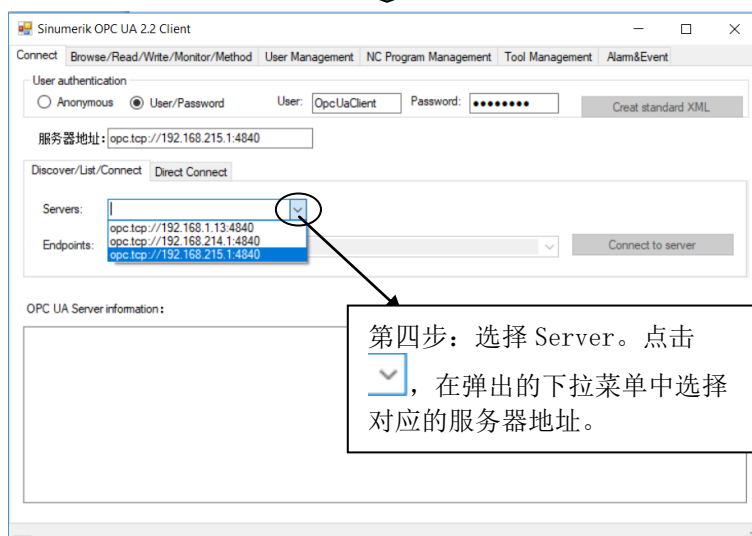 Sinumerik OPC UA 2.2 Client
Connect Browse/Read/Write/Monitor/Method User Management NC Program Management Tool Management Alarm&Event
User authentication
Anonymous User/Password User: OpcUaClient Password: ●●●●●●●● Creat standard XML
服务器地址: opc.tcp://192.168.215.1:4840
Discover/List/Connect Direct Connect
Servers:
opc.tcp://192.168.1.13:4840
opc.tcp://192.168.214.1:4840
opc.tcp://192.168.215.1:4840
Endpoints: Connect to server
OPC UA Server information:
第四步：选择 Server。点击
，在弹出的下拉菜单中选择
对应的服务器地址。